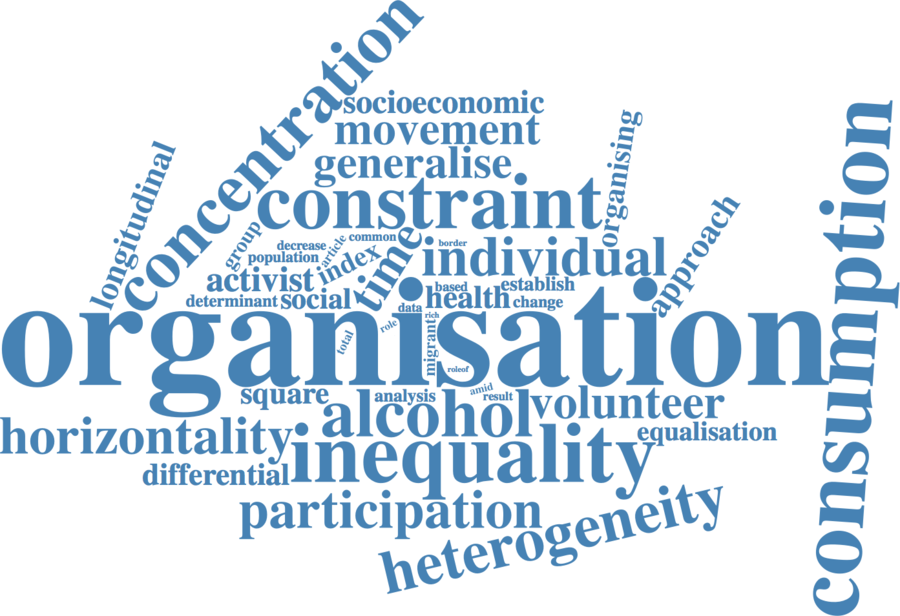 concentration
socioeconomic
movement
generalise
longitudinal
constraint
organising
consumption
approach
group
decrease
article
common
time
border
individual
population
index
activist
based
establish
determinant
social
data
health
change
organisation
total
role
migrant
rich
roleof
square
analysis
amid
result
alcohol
volunteer
horizontality
inequality
equalisation
differential
participation
heterogeneity